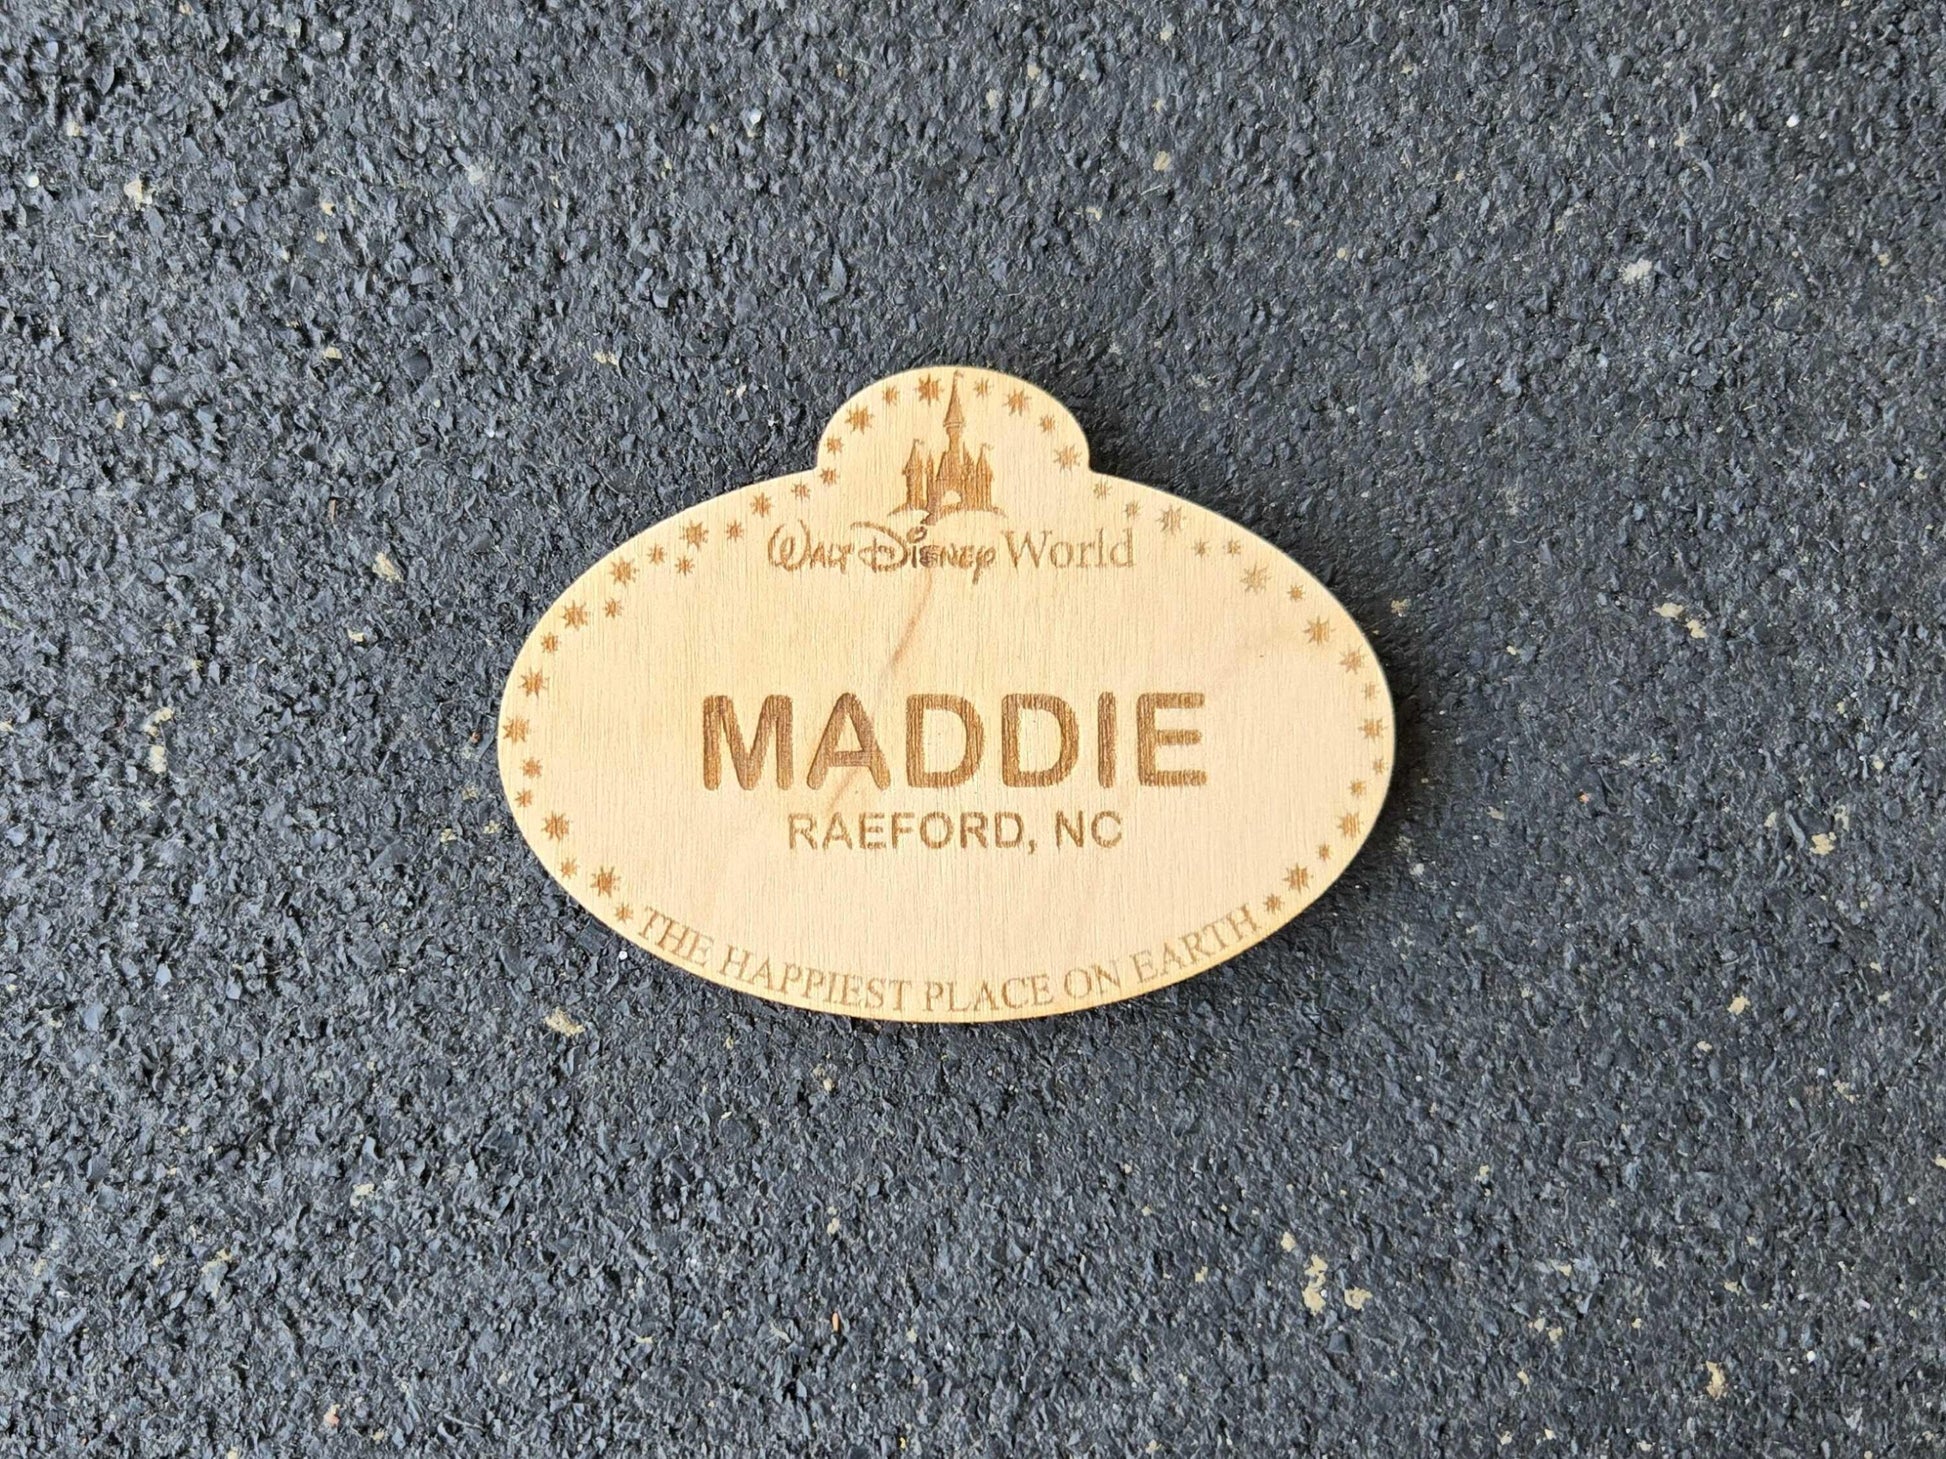 Walt Disney World
MADDIE
RAEFORD, NC
THE HAPPIEST PLACE ON EARTH